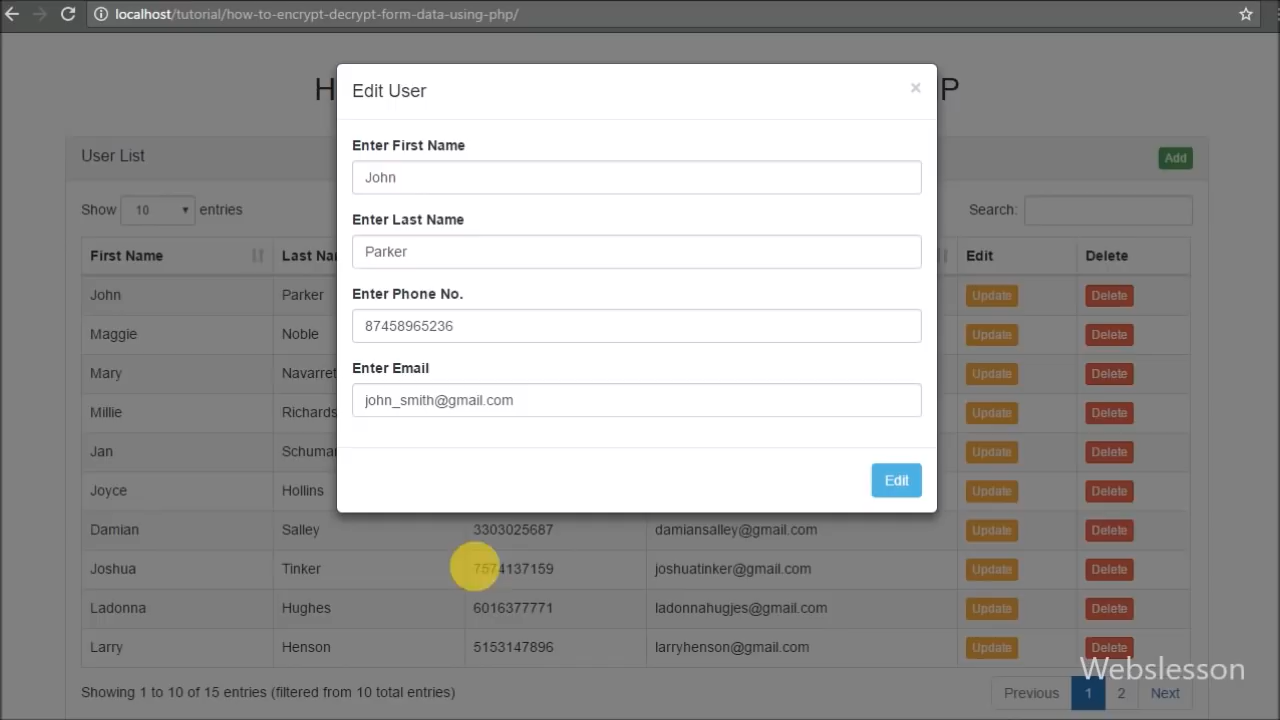 localhost/tutorial/how-to-encrypt-decrypt-form-data-using-php/
H P
Edit User ×
User List Add
Enter First Name
John
Show 10 entries Search:
Enter Last Name
First Name Last Na Edit Delete
Parker
John Parker Update Delete
Enter Phone No.
87458965236
Maggie Noble Update Delete
Enter Email
Mary Navarret Update Delete
john_smith@gmail.com
Millie Richards Update Delete
Jan Schumar Update Delete
Edit
Joyce Hollins Update Delete
Damian Salley 3303025687 damiansalley@gmail.com Update Delete
Joshua Tinker 7574137159 joshuatinker@gmail.com Update Delete
Ladonna Hughes 6016377771 ladonnahugjes@gmail.com Update Delete
Larry Henson 5153147896 larryhenson@gmail.com Update Delete
Webslesson
Showing 1 to 10 of 15 entries (filtered from 10 total entries) Previous 1 2 Next